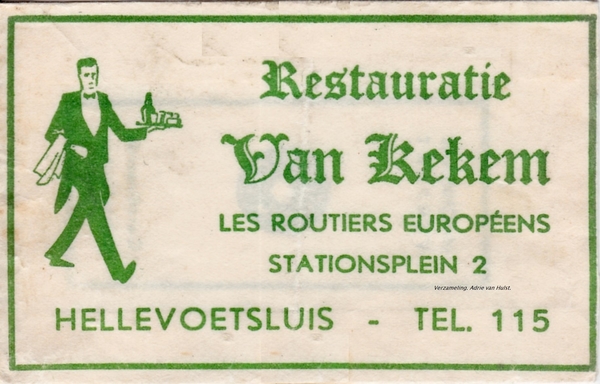 Restauratie
Van Kekem
LES ROUTIERS EUROPÉENS
STATIONSPLEIN 2
Verzameling. Adrie van Hulst.
HELLEVOETSLUIS - TEL. 115